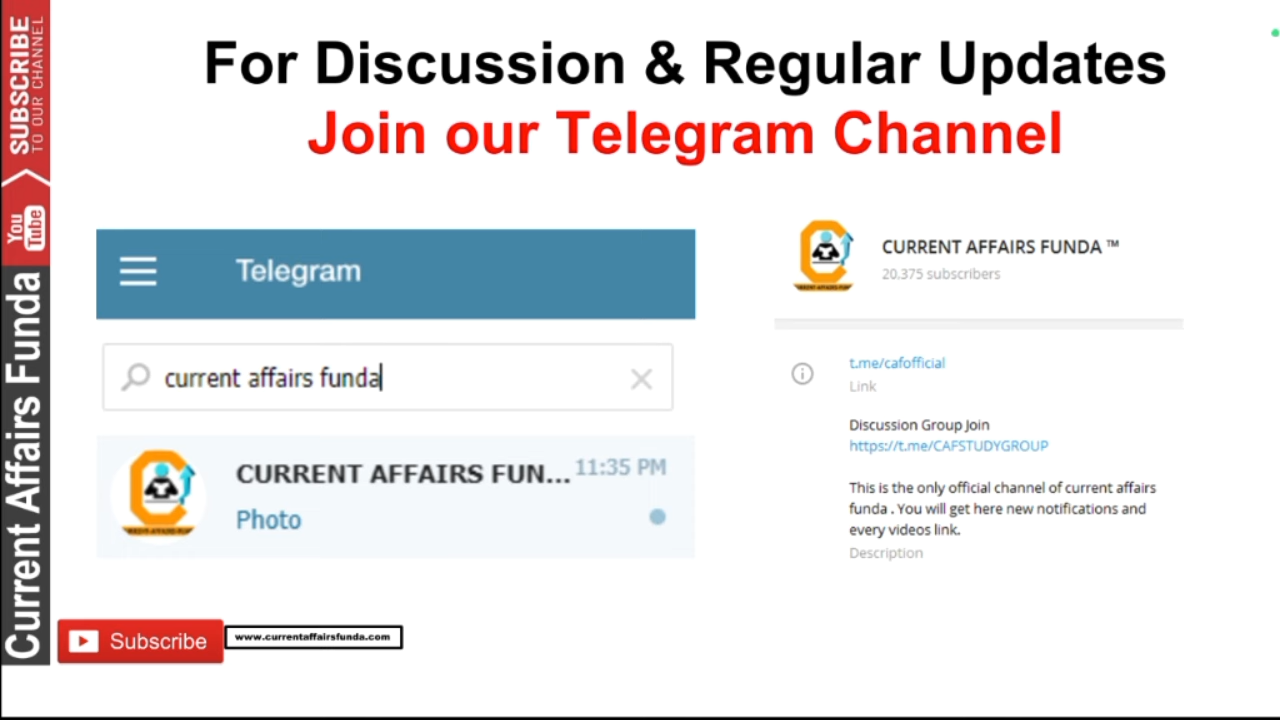 SUBSCRIBE
TO OUR CHANNEL
You
Tube
Current Affairs Funda
For Discussion & Regular Updates
Join our Telegram Channel
Telegram
current affairs funda
CURRENT AFFAIRS FUN... 11:35 PM
Photo
CURRENT AFFAIRS FUNDA ™
20,375 subscribers
t.me/cafofficial
Link
Discussion Group Join
https://t.me/CAFSTUDYGROUP
This is the only official channel of current affairs
funda . You will get here new notifications and
every videos link.
Description
Subscribe
www.currentaffairsfunda.com